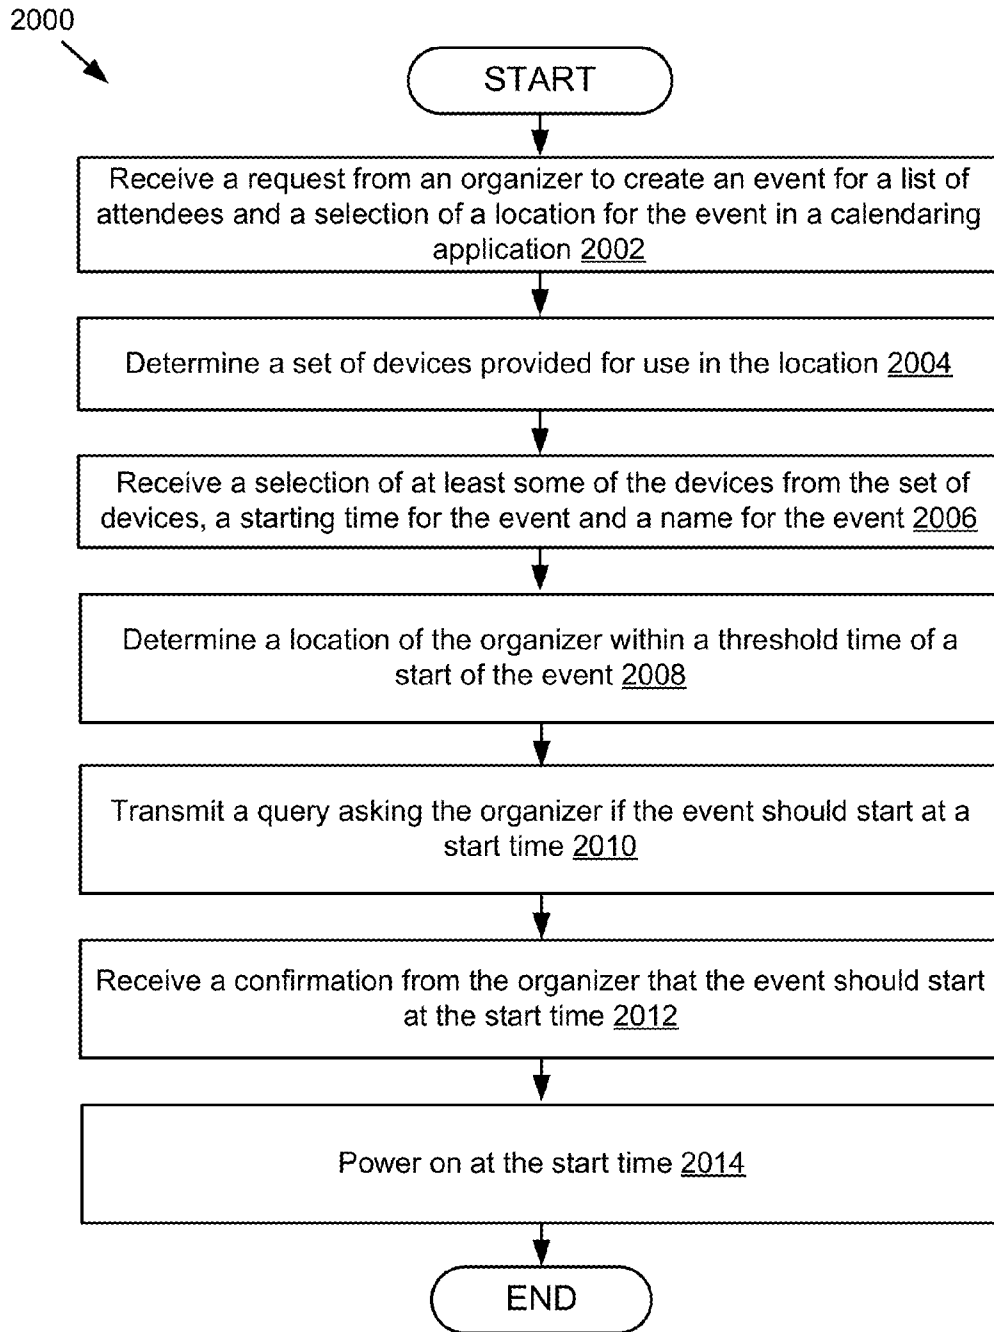 2000
START
Receive a request from an organizer to create an event for a list of
attendees and a selection of a location for the event in a calendaring
application 2002
Determine a set of devices provided for use in the location 2004
Receive a selection of at least some of the devices from the set of
devices, a starting time for the event and a name for the event 2006
Determine a location of the organizer within a threshold time of a
start of the event 2008
Transmit a query asking the organizer if the event should start at a
start time 2010
Receive a confirmation from the organizer that the event should start
at the start time 2012
Power on at the start time 2014
END